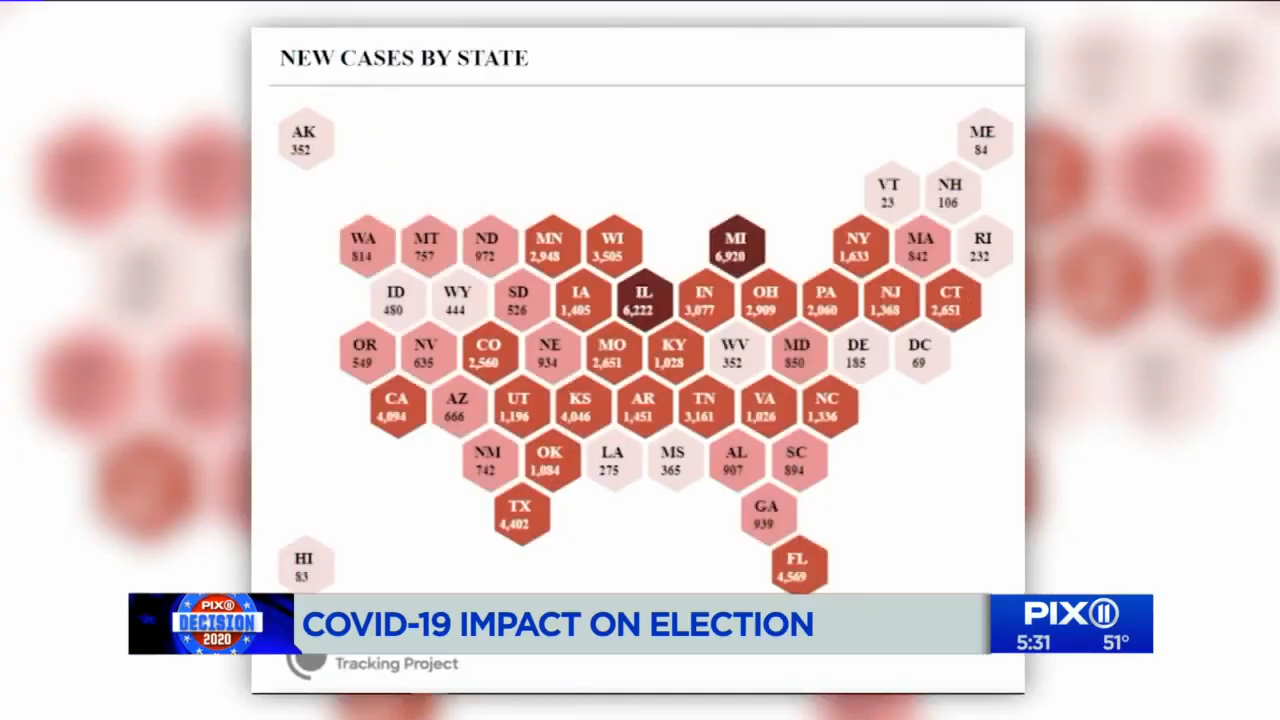 NEW CASES BY STATE
AK
352
ME
84
VT
23
NH
106
WA
814
MT
757
ND
972
MN
2,948
WI
3,505
MI
6,920
NY
1,633
MA
842
RI
232
ID
480
WY
444
SD
526
IA
1,405
IL
6,222
IN
3,077
OH
2,909
PA
2,060
NJ
1,368
CT
2,651
OR
549
NV
635
CO
2,560
NE
934
MO
2,651
KY
1,028
WV
352
MD
850
DE
185
DC
69
CA
4,094
AZ
666
UT
1,196
KS
4,046
AR
1,451
TN
3,161
VA
1,026
NC
1,336
NM
742
OK
1,084
LA
275
MS
365
AL
907
SC
894
TX
4,402
GA
939
HI
83
FL
4,569
PIX11
DECISION
2020
COVID-19 IMPACT ON ELECTION
PIX11
5:31 51°
Tracking Project